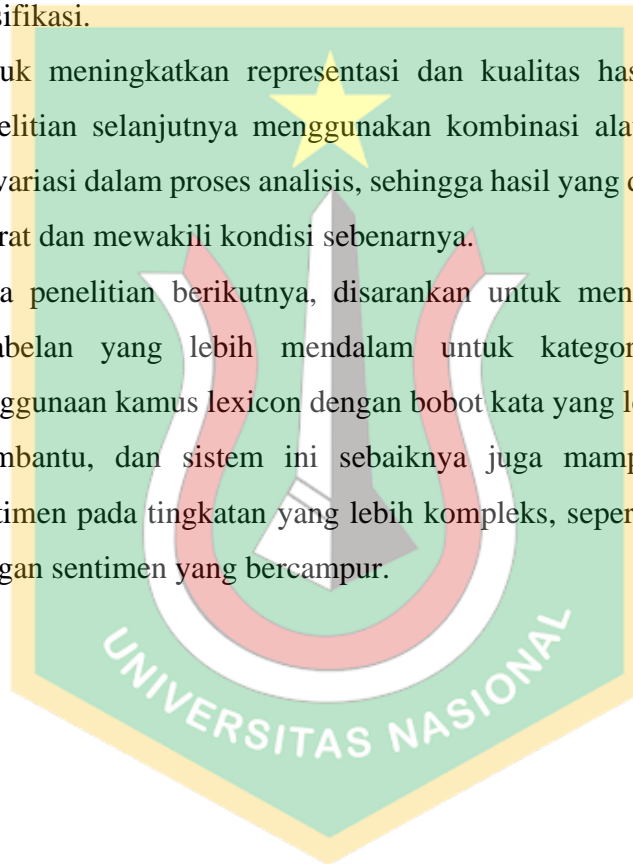 sifikasi.
uk meningkatkan representasi dan kualitas has
elitian selanjutnya menggunakan kombinasi ala
variasi dalam proses analisis, sehingga hasil yang d
rat dan mewakili kondisi sebenarnya.
a penelitian berikutnya, disarankan untuk men
abelan yang lebih mendalam untuk kategor
ggunaan kamus lexicon dengan bobot kata yang le
mbantu, dan sistem ini sebaiknya juga mamp
timen pada tingkatan yang lebih kompleks, seper
gan sentimen yang bercampur.
UNIVERSITAS NASIONAL